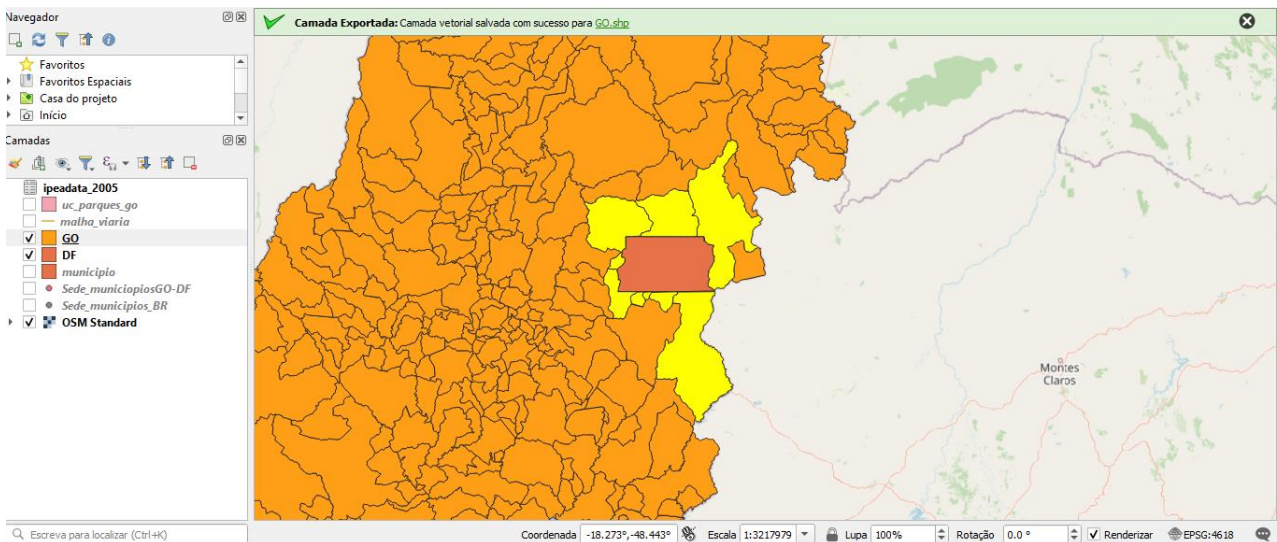 Navegador
Camada Exportada: Camada vetorial salvada com sucesso para GO.shp
Favoritos
Favoritos Espaciais
Casa do projeto
Início
Camadas
ipeadata_2005
uc_parques_go
malha_viaria
GO
DF
municipio
Sede_municiopiosGO-DF
Sede_municipios_BR
OSM Standard
Montes
Claros
Escreva para localizar (Ctrl+K)
Coordenada -18.273°,-48.443° Escala 1:3217979 Lupa 100% Rotação 0.0 ° Renderizar EPSG:4618